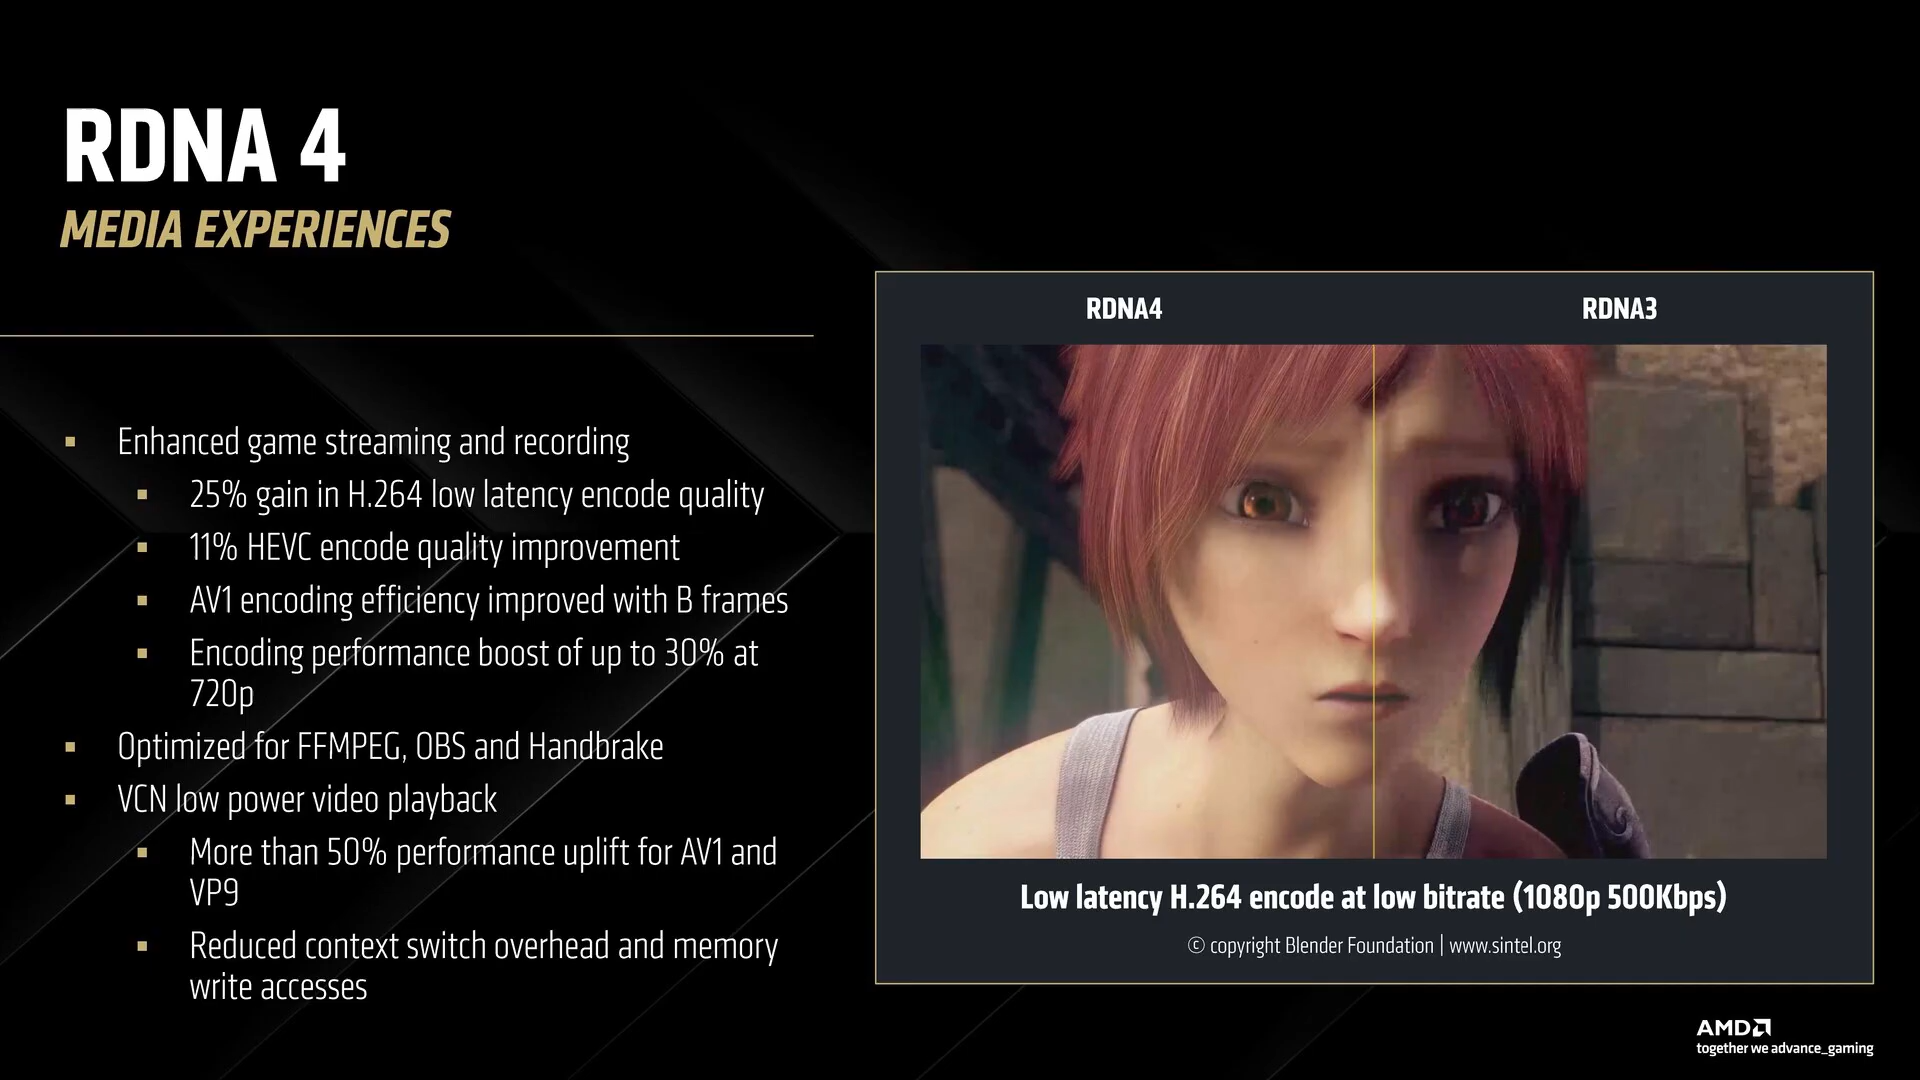 RDNA 4
MEDIA EXPERIENCES
Enhanced game streaming and recording
25% gain in H.264 low latency encode quality
11% HEVC encode quality improvement
AV1 encoding efficiency improved with B frames
Encoding performance boost of up to 30% at
720p
Optimized for FFMPEG, OBS and Handbrake
VCN low power video playback
More than 50% performance uplift for AV1 and
VP9
Reduced context switch overhead and memory
write accesses
RDNA4
RDNA3
Low latency H.264 encode at low bitrate (1080p 500Kbps)
© copyright Blender Foundation | www.sintel.org
AMD
together we advance_gaming